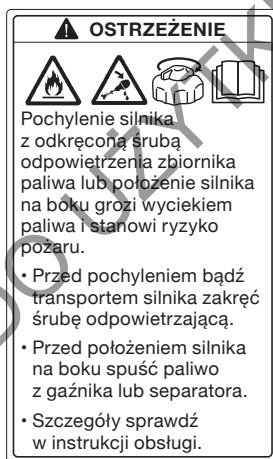 OSTRZEŻENIE
Pochylenie silnika
z odkręconą śrubą
odpowietrzenia zbiornika
paliwa lub położenie silnika
na boku grozi wyciekiem
paliwa i stanowi ryzyko
pożaru.
• Przed pochyleniem bądź
transportem silnika zakręć
śrubę odpowietrzającą.
• Przed położeniem silnika
na boku spuść paliwo
z gaźnika lub separatora.
• Szczegóły sprawdź
w instrukcji obsługi.
DO UŻYTK